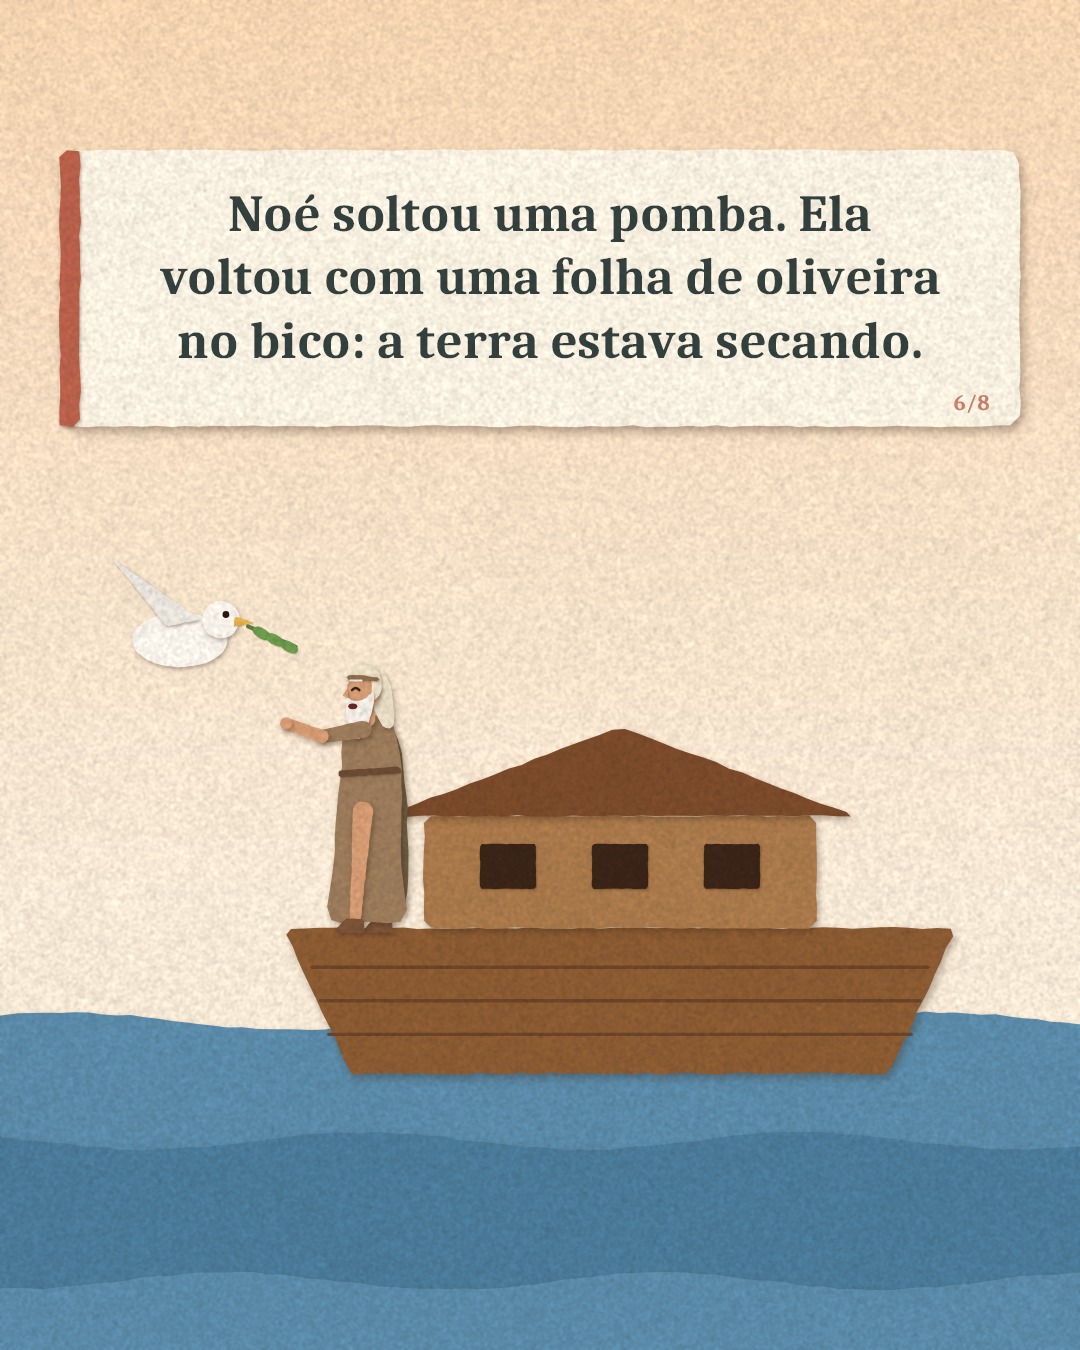 Noé soltou uma pomba. Ela
voltou com uma folha de oliveira
no bico: a terra estava secando.
6/8